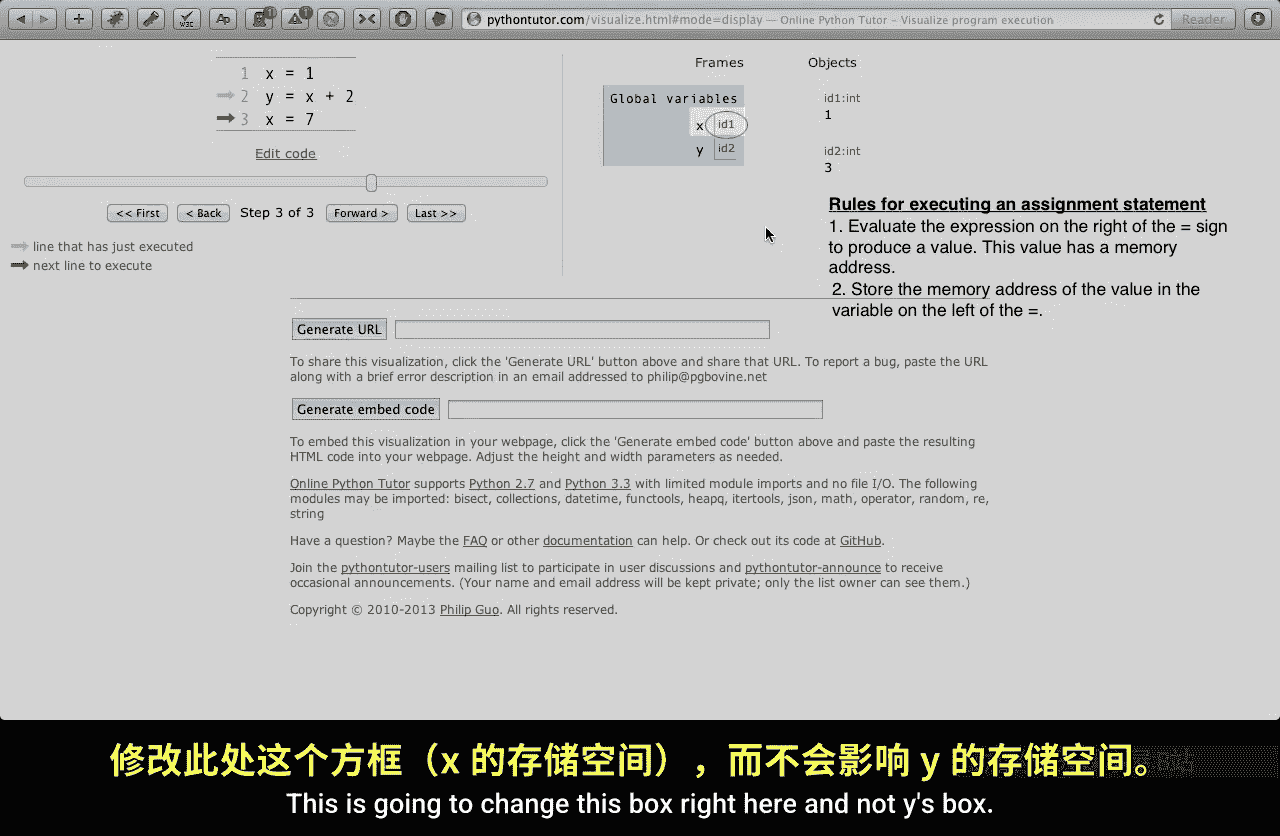 W3C
Ap
1
1
pythontutor.com/visualize.html#mode=display — Online Python Tutor – Visualize program execution
Reader
1 x = 1
2 y = x + 2
3 x = 7
Edit code
<< First
< Back
Step 3 of 3
Forward >
Last >>
line that has just executed
next line to execute
Frames
Objects
Global variables
x id1
y id2
id1:int
1
id2:int
3
Rules for executing an assignment statement
1. Evaluate the expression on the right of the = sign
to produce a value. This value has a memory
address.
2. Store the memory address of the value in the
variable on the left of the =.
Generate URL
To share this visualization, click the 'Generate URL' button above and share that URL. To report a bug, paste the URL
along with a brief error description in an email addressed to philip@pgbovine.net
Generate embed code
To embed this visualization in your webpage, click the 'Generate embed code' button above and paste the resulting
HTML code into your webpage. Adjust the height and width parameters as needed.
Online Python Tutor supports Python 2.7 and Python 3.3 with limited module imports and no file I/O. The following
modules may be imported: bisect, collections, datetime, functools, heapq, itertools, json, math, operator, random, re,
string
Have a question? Maybe the FAQ or other documentation can help. Or check out its code at GitHub.
Join the pythontutor-users mailing list to participate in user discussions and pythontutor-announce to receive
occasional announcements. (Your name and email address will be kept private; only the list owner can see them.)
Copyright © 2010-2013 Philip Guo. All rights reserved.
修改此处这个方框（x 的存储空间），而不会影响 y 的存储空间。
This is going to change this box right here and not y's box.